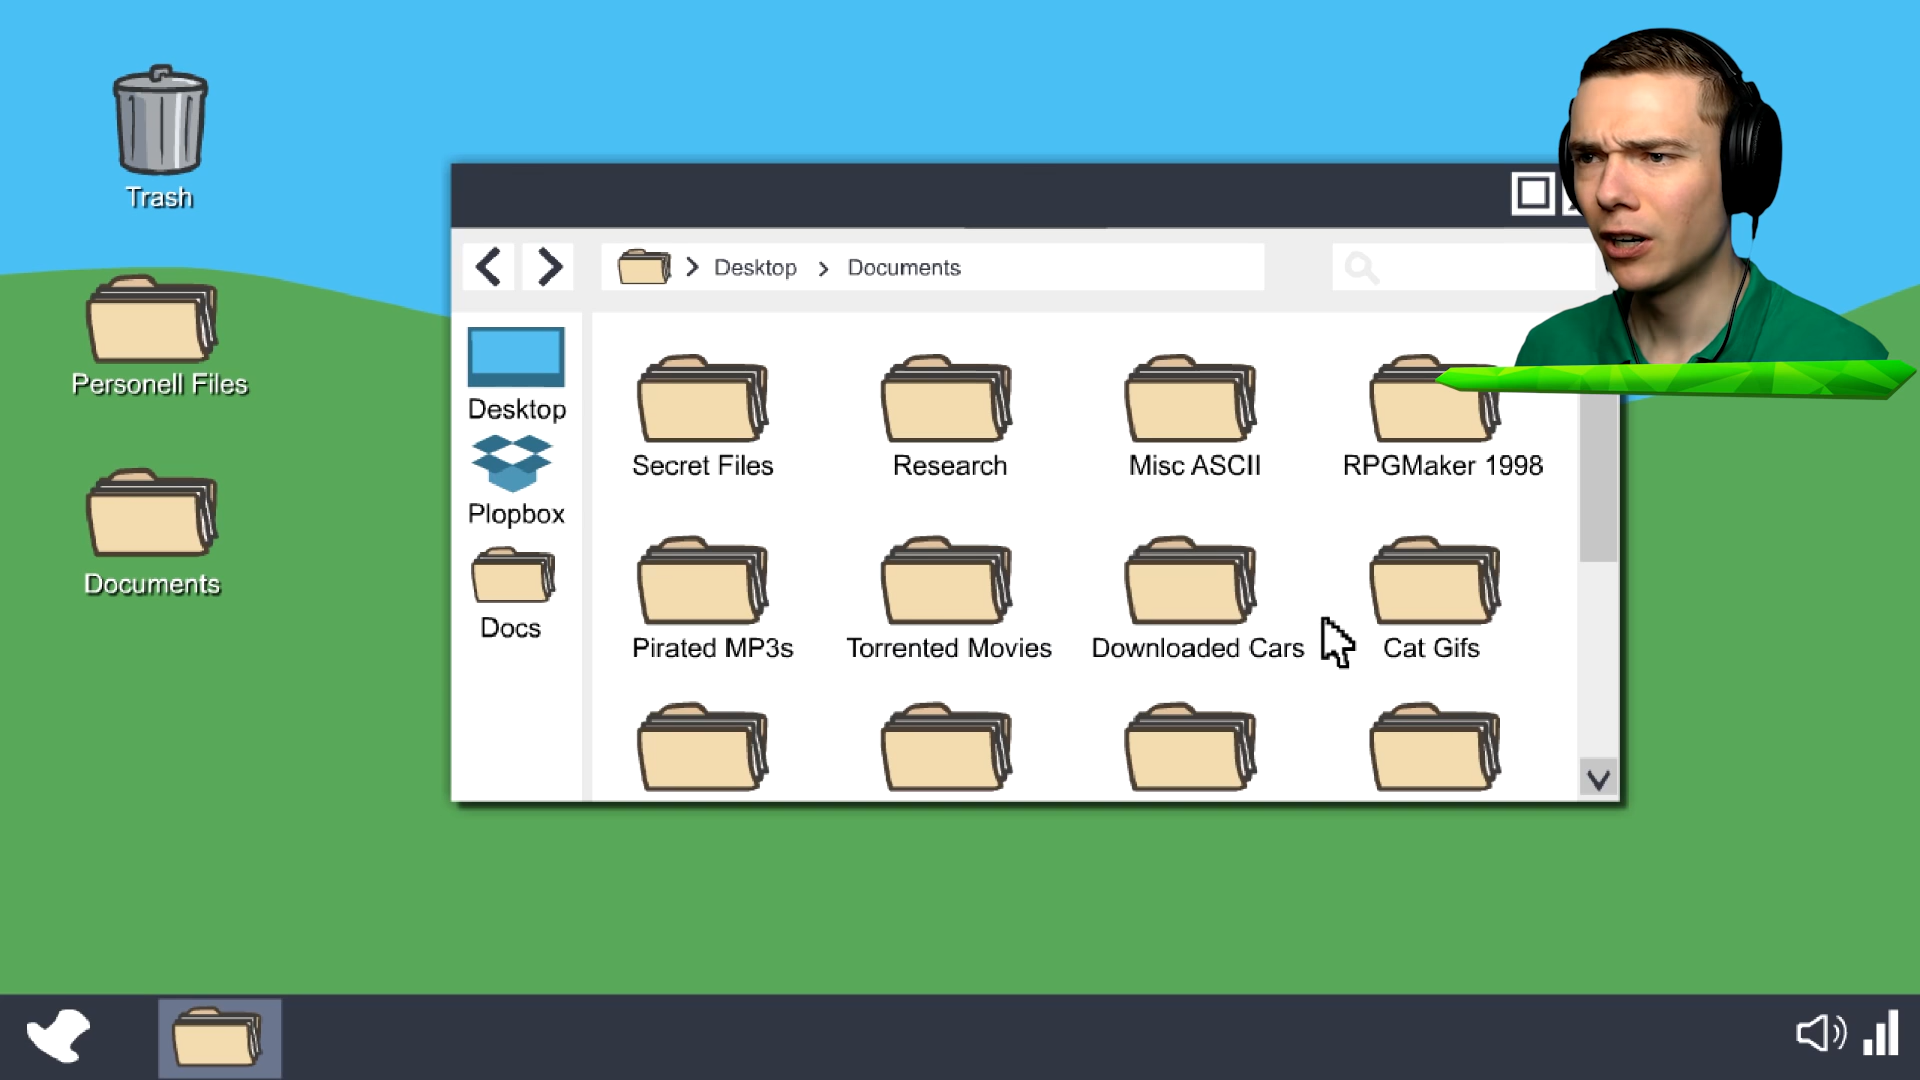 Trash
Personell Files
Documents
Desktop
Documents
Desktop
Plopbox
Docs
Secret Files
Research
Misc ASCII
RPGMaker 1998
Pirated MP3s
Torrented Movies
Downloaded Cars
Cat Gifs